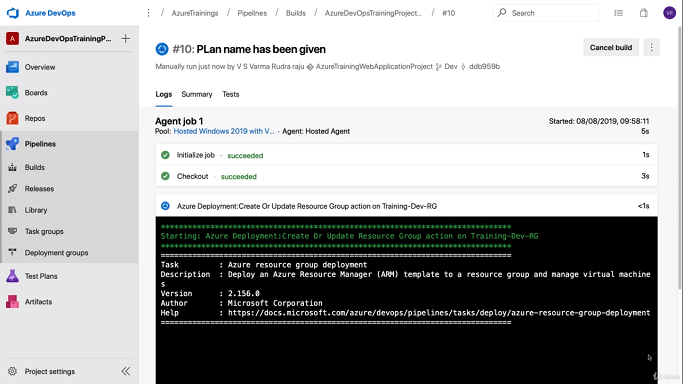 Azure DevOps
AzureTrainings / Pipelines / Builds / AzureDevOpsTrainingProject... / #10
Search
VF
A AzureDevOpsTrainingP...
Overview
Boards
Repos
Pipelines
Builds
Releases
Library
Task groups
Deployment groups
Test Plans
Artifacts
Project settings
#10: PLan name has been given
Cancel build
Manually run just now by V S Varma Rudra raju AzureTrainingWebApplicationProject Dev ddb959b
Logs Summary Tests
Agent job 1
Started: 08/08/2019, 09:58:11
Pool: Hosted Windows 2019 with V... · Agent: Hosted Agent
5s
Initialize job · succeeded
1s
Checkout · succeeded
3s
Azure Deployment:Create Or Update Resource Group action on Training-Dev-RG
<1s
******************************************************************************
Starting: Azure Deployment:Create Or Update Resource Group action on Training-Dev-RG
******************************************************************************
==============================================================================
Task : Azure resource group deployment
Description : Deploy an Azure Resource Manager (ARM) template to a resource group and manage virtual machine
s
Version : 2.156.0
Author : Microsoft Corporation
Help : https://docs.microsoft.com/azure/devops/pipelines/tasks/deploy/azure-resource-group-deployment
==============================================================================